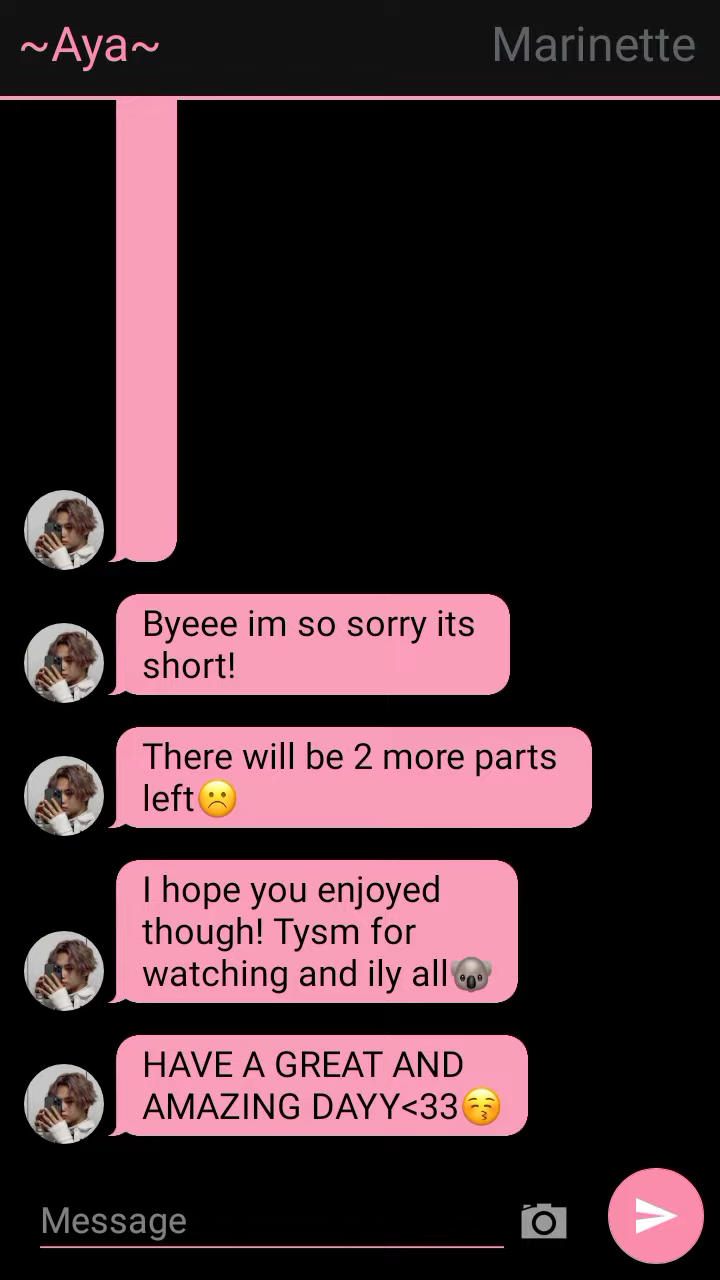 ~Aya~
Marinette
Byeee im so sorry its
short!
There will be 2 more parts
left☹️
I hope you enjoyed
though! Tysm for
watching and ily all🐨
HAVE A GREAT AND
AMAZING DAYY<33😚
Message